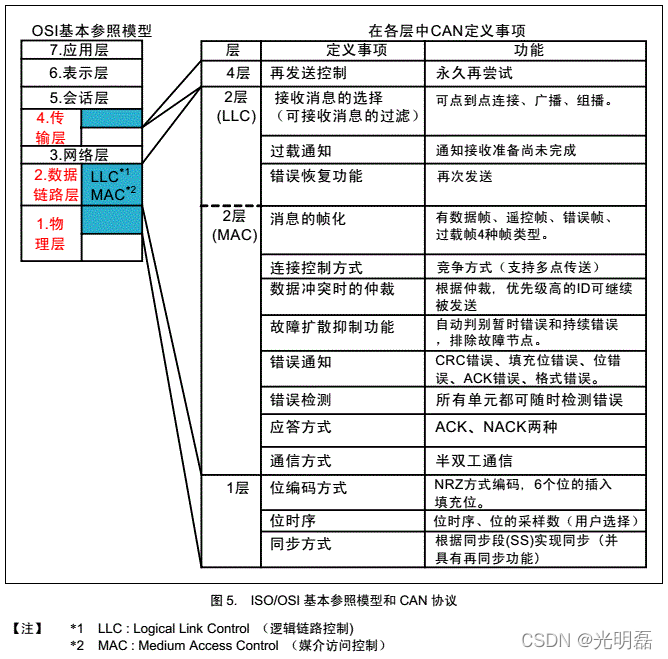 OSI基本参照模型
在各层中CAN定义事项
7.应用层
6.表示层
5.会话层
4.传
输层
3.网络层
2.数据
链路层
LLC*1
MAC*2
1.物
理层
层
定义事项
功能
4层
再发送控制
永久再尝试
2层
(LLC)
接收消息的选择
（可接收消息的过滤）
可点到点连接、广播、组播。
过载通知
通知接收准备尚未完成
错误恢复功能
再次发送
2层
(MAC)
消息的帧化
有数据帧、遥控帧、错误帧、
过载帧4种帧类型。
连接控制方式
竞争方式（支持多点传送）
数据冲突时的仲裁
根据仲裁，优先级高的ID可继续
被发送
故障扩散抑制功能
自动判别暂时错误和持续错误
，排除故障节点。
错误通知
CRC错误、填充位错误、位错
误、ACK错误、格式错误。
错误检测
所有单元都可随时检测错误
应答方式
ACK、NACK两种
通信方式
半双工通信
1层
位编码方式
NRZ方式编码，6个位的插入
填充位。
位时序
位时序、位的采样数（用户选择）
同步方式
根据同步段(SS)实现同步（并
具有再同步功能）
图 5. ISO/OSI 基本参照模型和 CAN 协议
【注】 *1 LLC : Logical Link Control （逻辑链路控制)
*2 MAC : Medium Access Control （媒介访问控制）
CSDN @光明磊